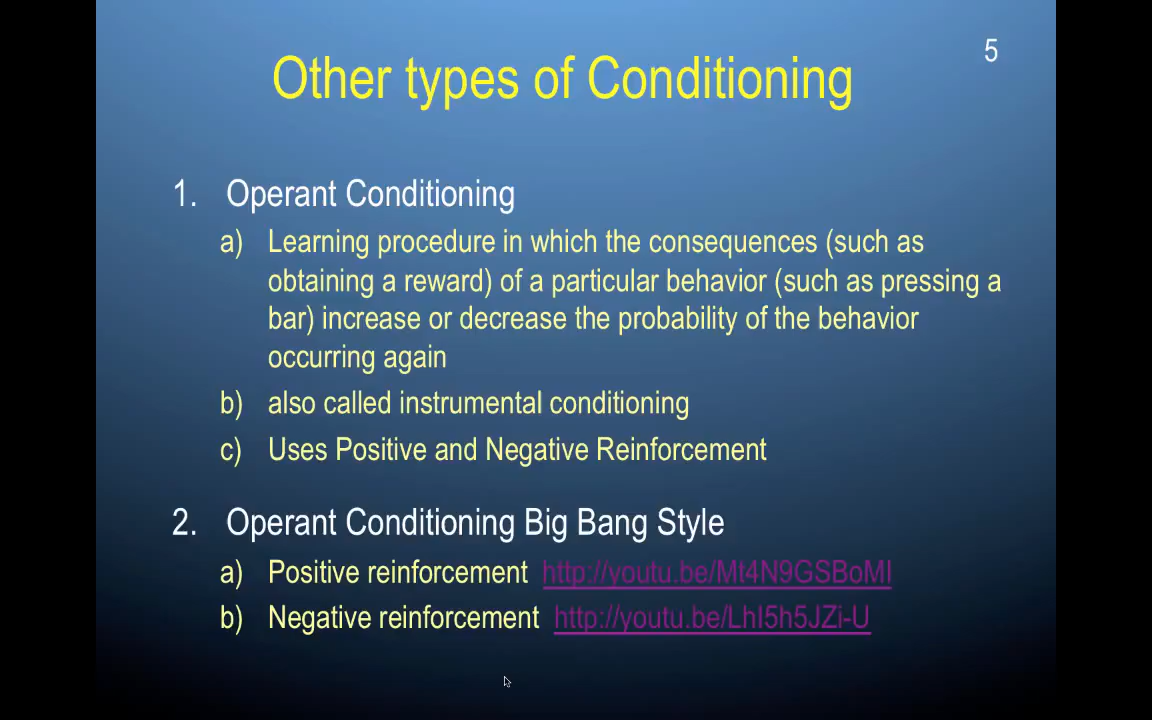 5
Other types of Conditioning
1. Operant Conditioning
a) Learning procedure in which the consequences (such as
obtaining a reward) of a particular behavior (such as pressing a
bar) increase or decrease the probability of the behavior
occurring again
b) also called instrumental conditioning
c) Uses Positive and Negative Reinforcement
2. Operant Conditioning Big Bang Style
a) Positive reinforcement http://youtu.be/Mt4N9GSBoMI
b) Negative reinforcement http://youtu.be/LhI5h5JZi-U